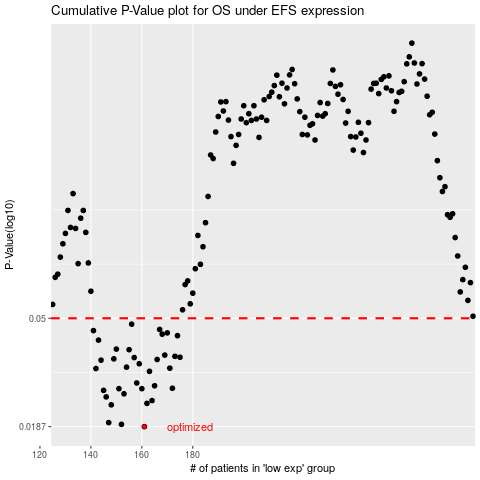 Cumulative P-Value plot for OS under EFS expression
P-Value(log10)
0.05
0.0187
optimized
120 140 160 180
# of patients in 'low exp' group